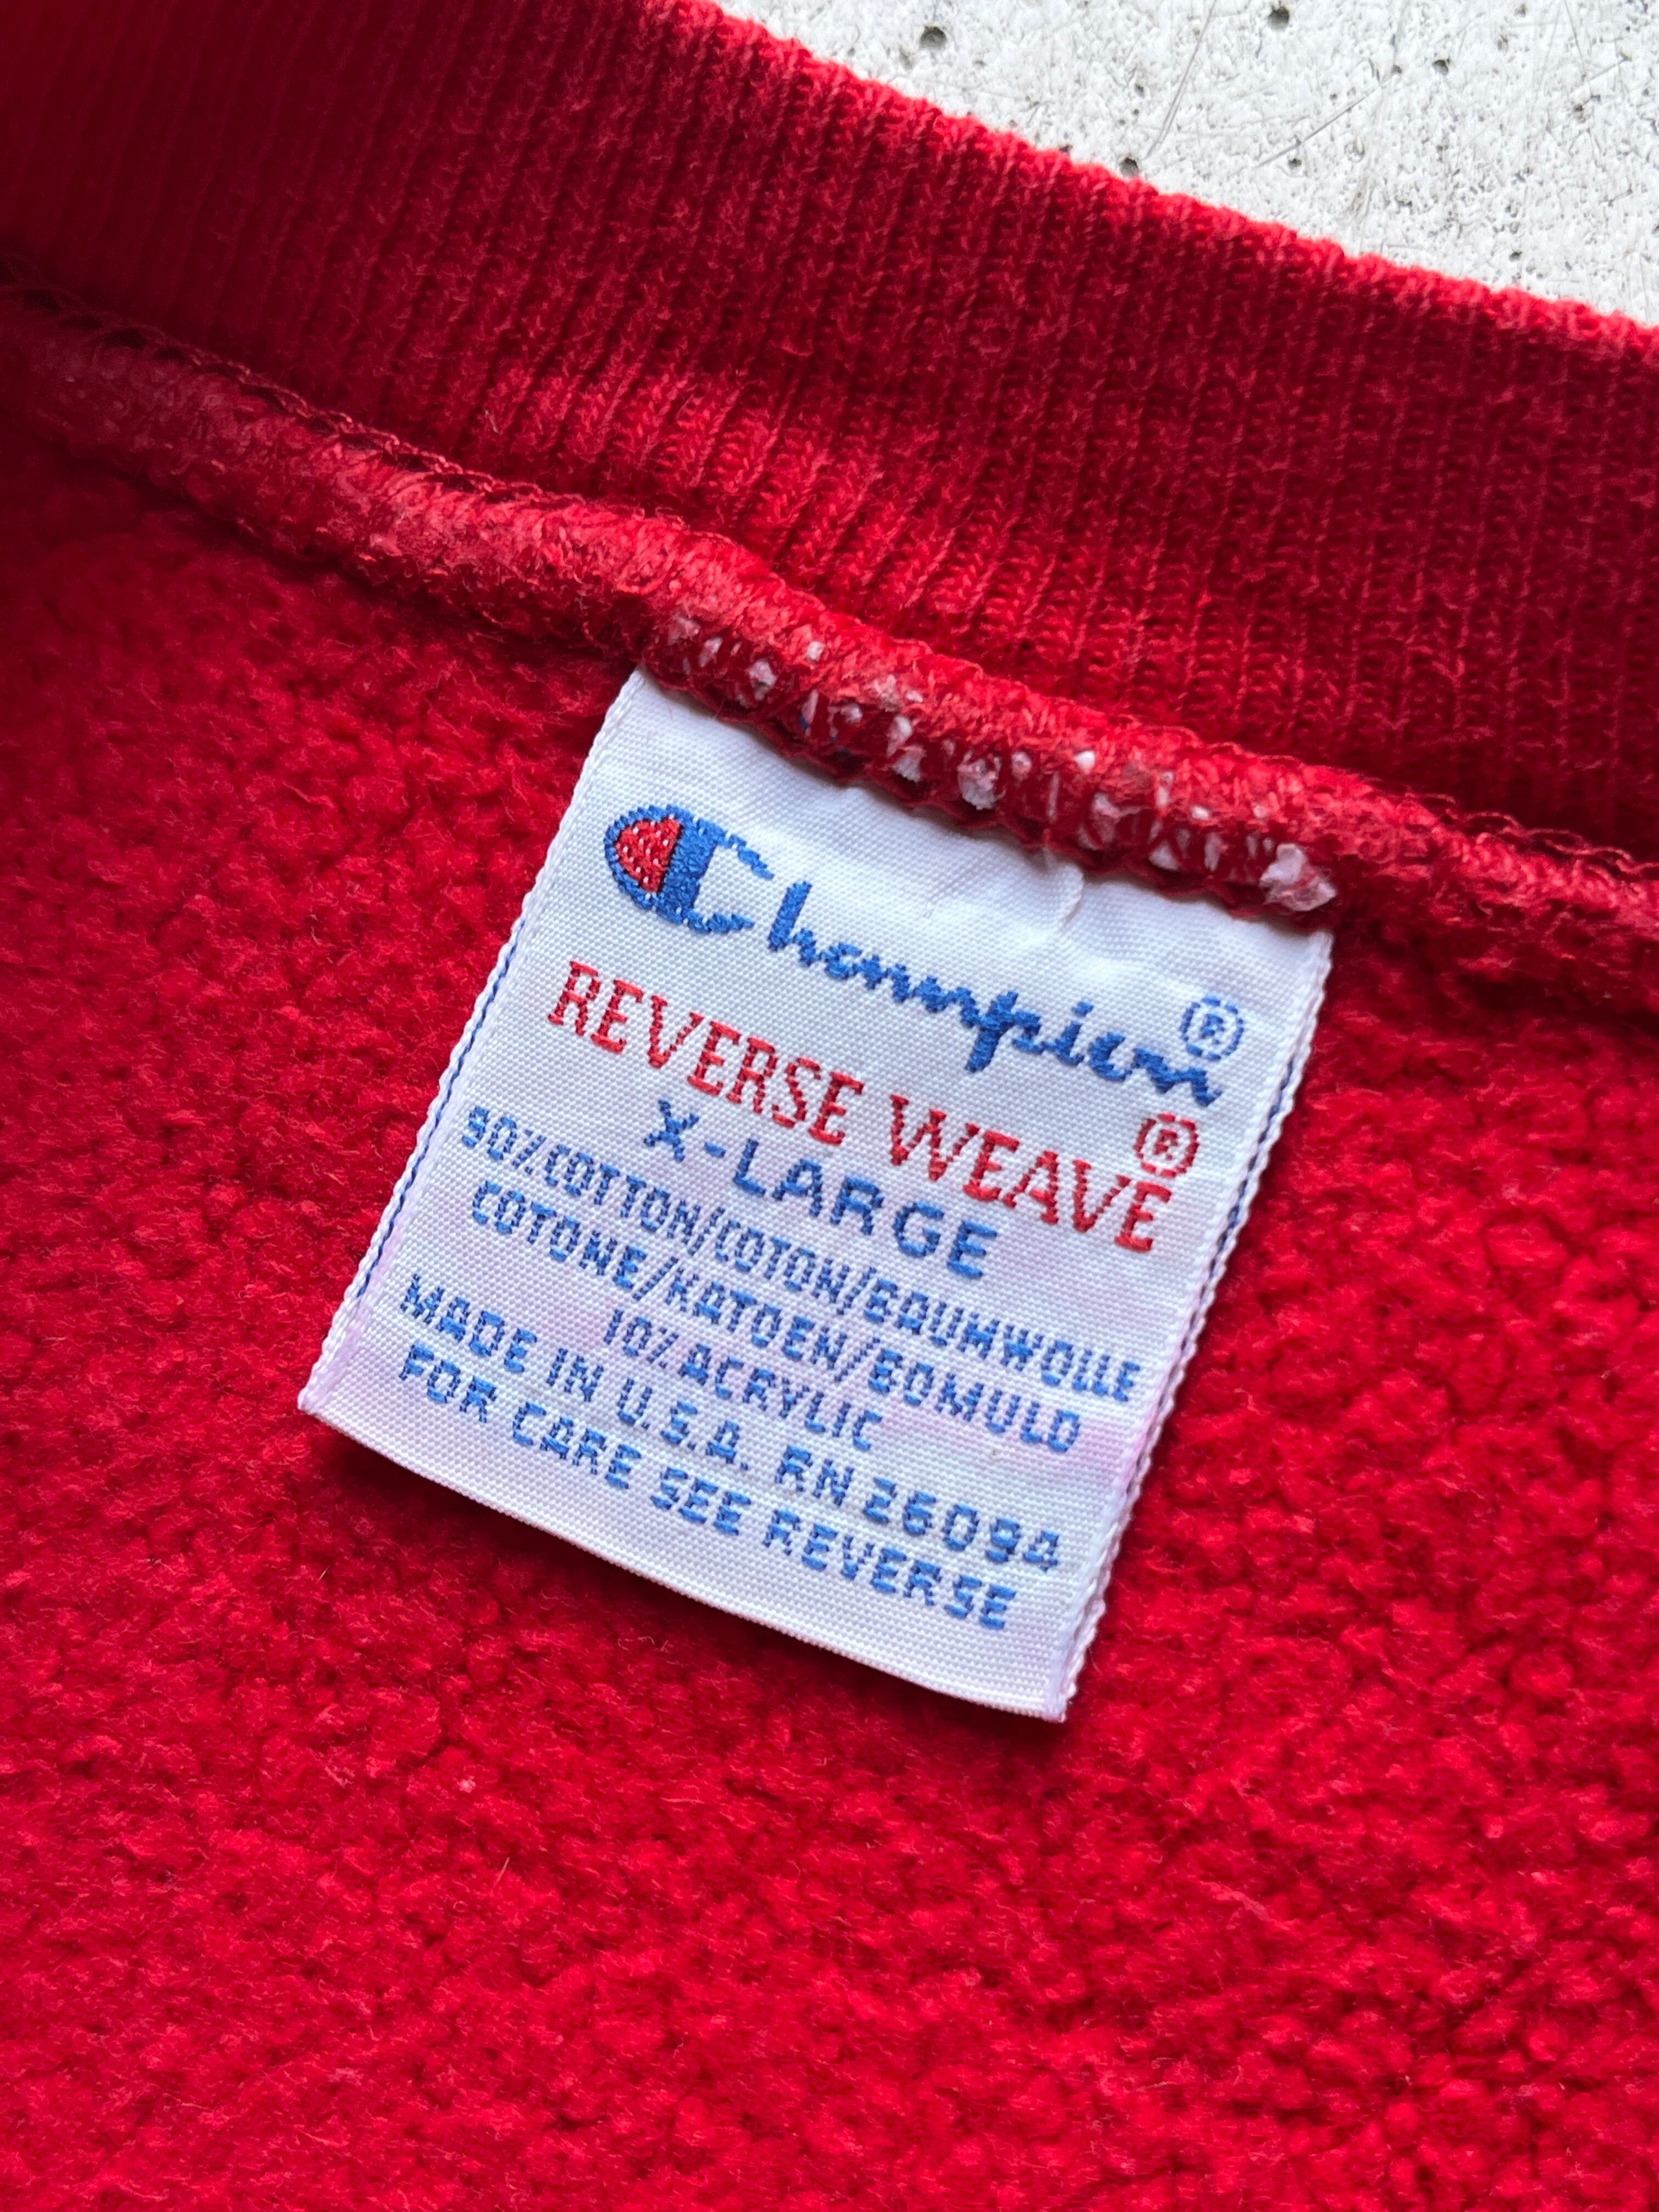 Champion®
REVERSE WEAVE®
X-LARGE
90% COTTON/COTON/BAUMWOLLE
COTONE/KATOEN/BOMULD
10% ACRYLIC
MADE IN U.S.A. RN 26094
FOR CARE SEE REVERSE